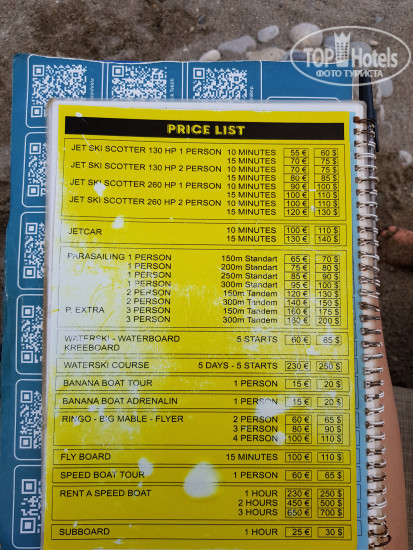 TOPHotels
ФОТО ТУРИСТА
PRICE LIST
JET SKI SCOTTER 130 HP 1 PERSON 10 MINUTES 55 € 60 $
15 MINUTES 70 € 75 $
JET SKI SCOTTER 130 HP 2 PERSON 10 MINUTES 70 € 75 $
15 MINUTES 80 € 85 $
JET SKI SCOTTER 260 HP 1 PERSON 10 MINUTES 90 € 100 $
15 MINUTES 100 € 110 $
JET SKI SCOTTER 260 HP 2 PERSON 10 MINUTES 100 € 110 $
15 MINUTES 120 € 130 $
JETCAR 10 MINUTES 100 € 110 $
15 MINUTES 130 € 140 $
PARASAILING 1 PERSON 150m Standart 65 € 70 $
1 PERSON 200m Standart 75 € 80 $
1 PERSON 250m Standart 85 € 90 $
1 PERSON 300m Standart 95 € 100 $
2 PERSON 150m Tandem 120 € 130 $
2 PERSON 300m Tandem 140 € 150 $
P. EXTRA 3 PERSON 150m Tandem 160 € 175 $
3 PERSON 300m Tandem 180 € 200 $
WATERSKI - WATERBOARD 5 STARTS 60 € 65 $
KREEBOARD
WATERSKI COURSE 5 DAYS - 5 STARTS 230 € 250 $
BANANA BOAT TOUR 1 PERSON 15 € 20 $
BANANA BOAT ADRENALIN 1 PERSON 15 € 20 $
RINGO - BIG MABLE - FLYER 2 PERSON 60 € 65 $
3 FERSON 80 € 90 $
4 PERSON 100 € 110 $
FLY BOARD 15 MINUTES 100 € 110 $
SPEED BOAT TOUR 1 PERSON 60 € 65 $
RENT A SPEED BOAT 1 HOUR 230 € 250 $
2 HOURS 450 € 500 $
3 HOURS 650 € 700 $
SUBBOARD 1 HOUR 25 € 30 $